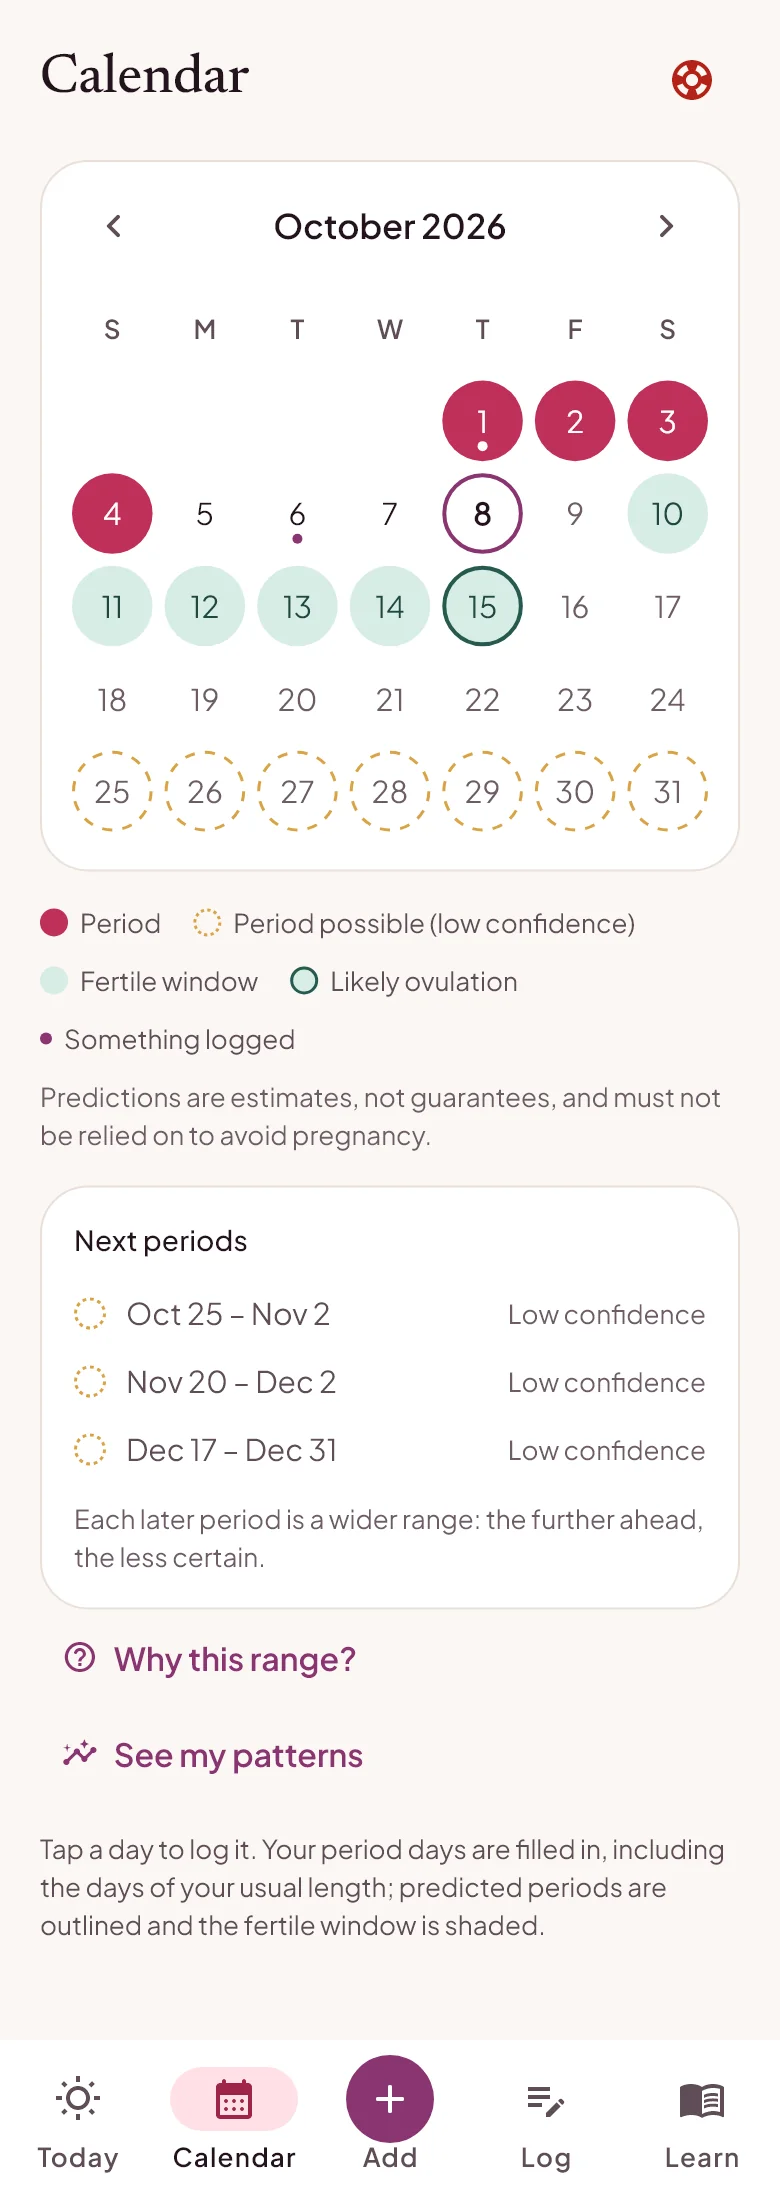 Calendar
October 2026
S M T W T F S
1 2 3
4 5 6 7 8 9 10
11 12 13 14 15 16 17
18 19 20 21 22 23 24
25 26 27 28 29 30 31
Period Period possible (low confidence)
Fertile window Likely ovulation
Something logged
Predictions are estimates, not guarantees, and must not
be relied on to avoid pregnancy.
Next periods
Oct 25 – Nov 2 Low confidence
Nov 20 – Dec 2 Low confidence
Dec 17 – Dec 31 Low confidence
Each later period is a wider range: the further ahead,
the less certain.
Why this range?
See my patterns
Tap a day to log it. Your period days are filled in, including
the days of your usual length; predicted periods are
outlined and the fertile window is shaded.
Today Calendar Add Log Learn